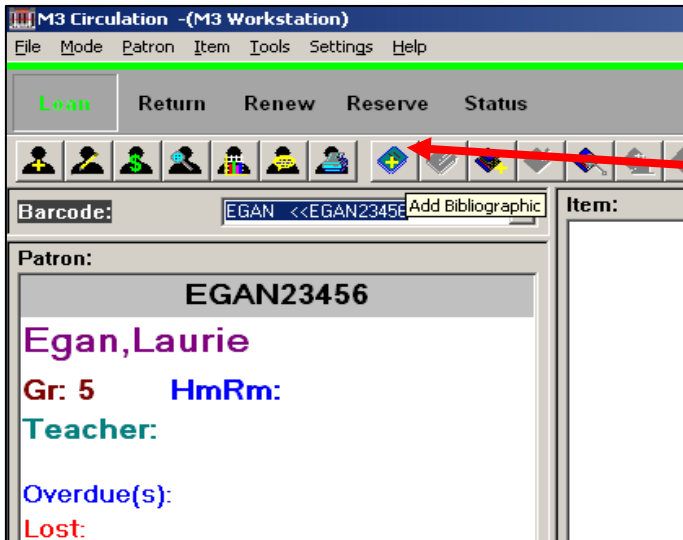 M3 Circulation -(M3 Workstation)
File Mode Patron Item Tools Settings Help
Loan Return Renew Reserve Status
Barcode: EGAN <<EGAN23456 Add Bibliographic Item:
Patron:
EGAN23456
Egan,Laurie
Gr: 5 HmRm:
Teacher:
Overdue(s):
Lost: